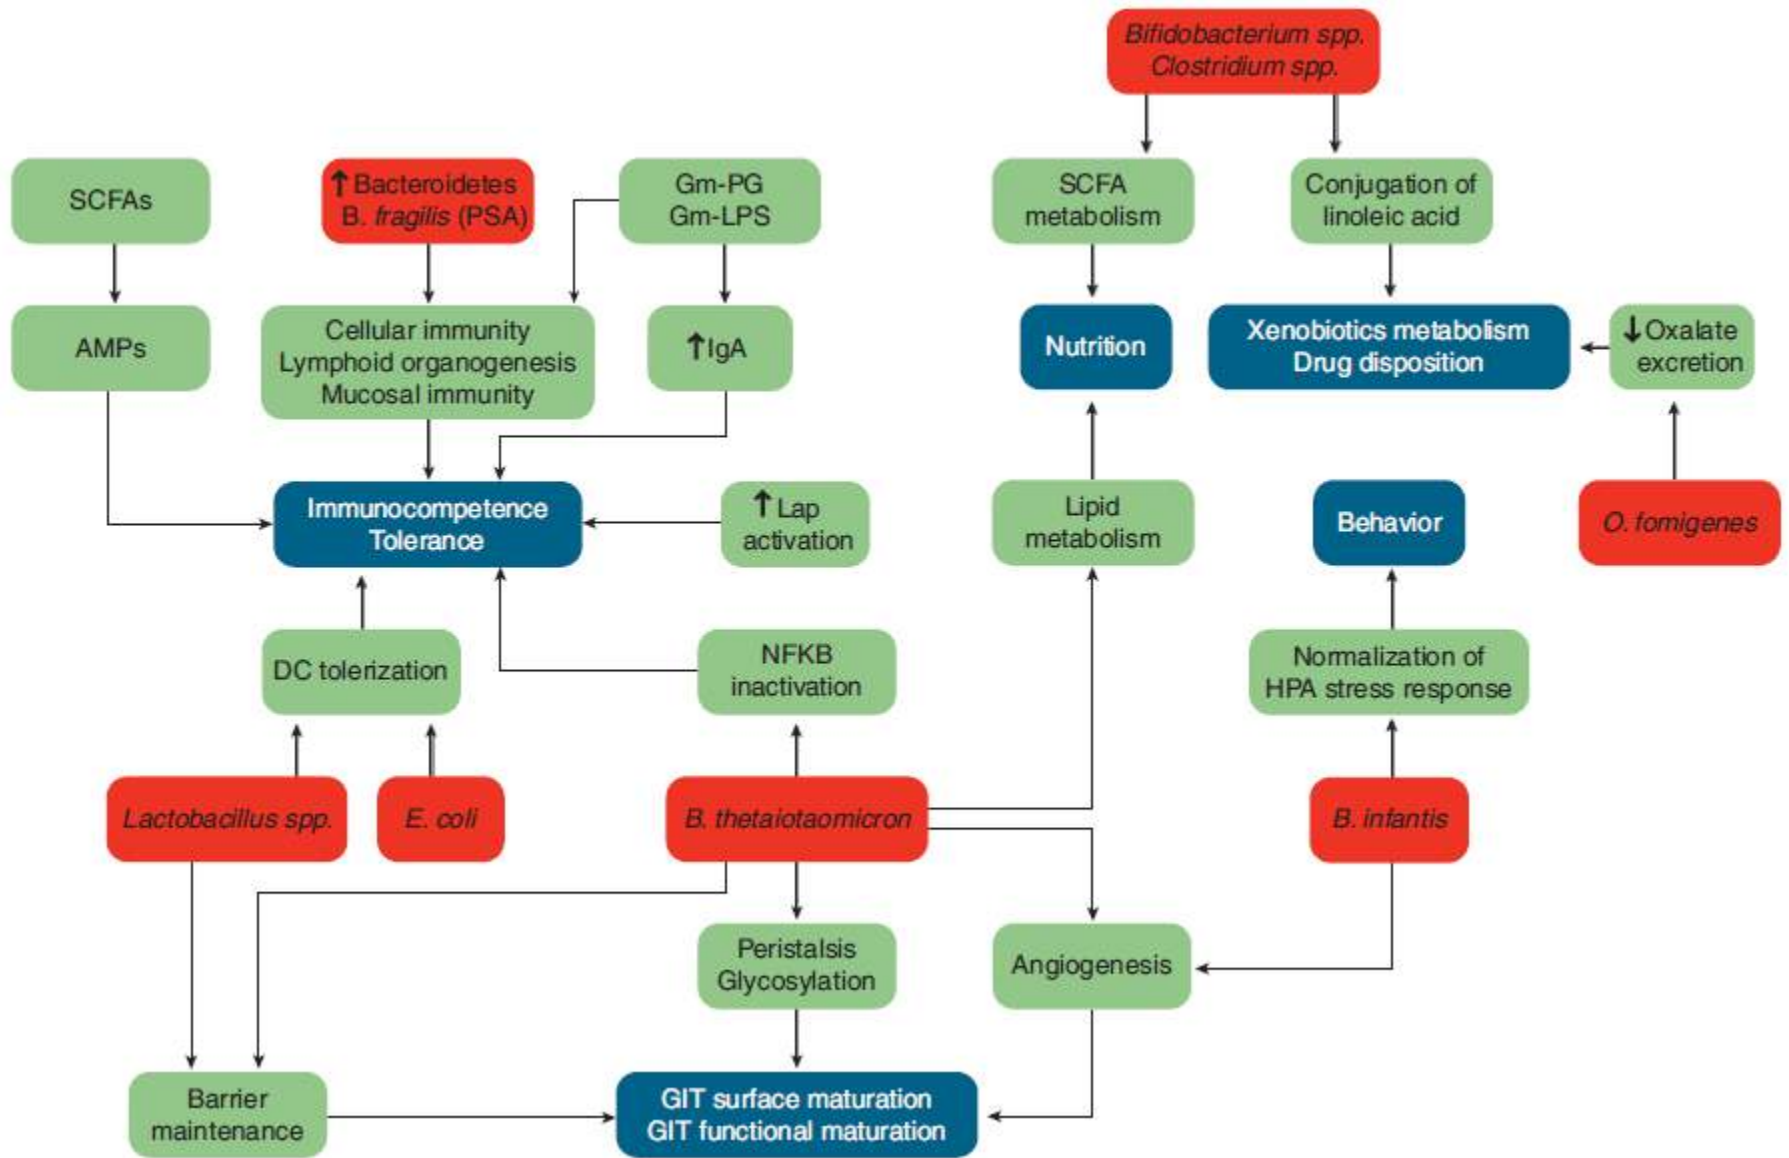 Bifidobacterium spp.
Clostridium spp.
SCFAs
↑Bacteroidetes
B. fragilis (PSA)
Gm-PG
Gm-LPS
SCFA
metabolism
Conjugation of
linoleic acid
AMPs
Cellular immunity
Lymphoid organogenesis
Mucosal immunity
↑IgA
Nutrition
Xenobiotics metabolism
Drug disposition
↓Oxalate
excretion
Immunocompetence
Tolerance
↑Lap
activation
Lipid
metabolism
Behavior
O. fomigenes
DC tolerization
NFKB
inactivation
Normalization of
HPA stress response
Lactobacillus spp.
E. coli
B. thetaiotaomicron
B. infantis
Peristalsis
Glycosylation
Angiogenesis
Barrier
maintenance
GIT surface maturation
GIT functional maturation